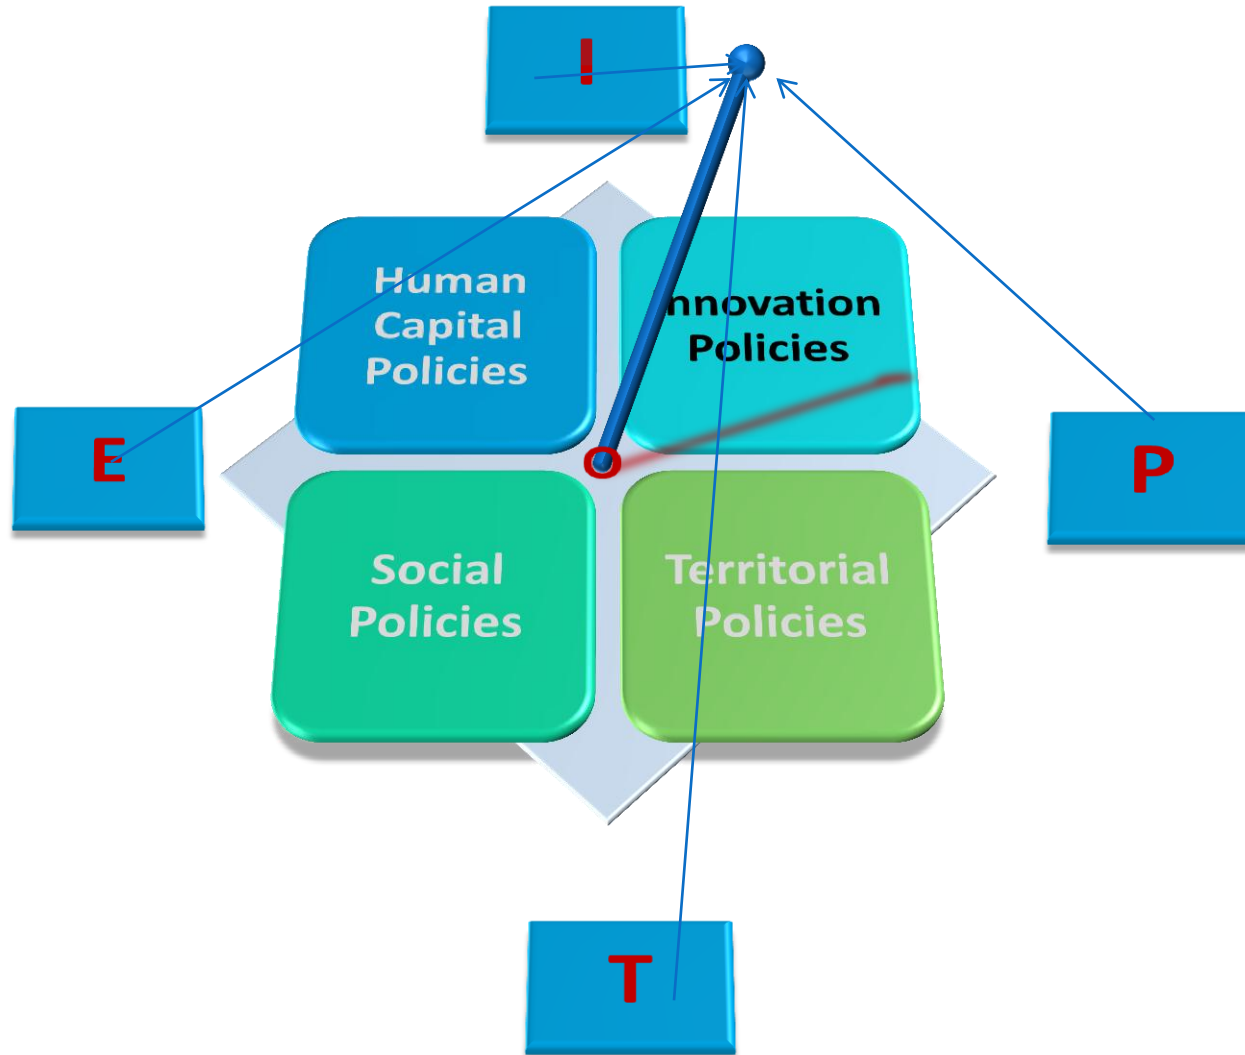 I
Human
Capital
Policies
nnovation
Policies
E
O
P
Social
Policies
Territorial
Policies
T